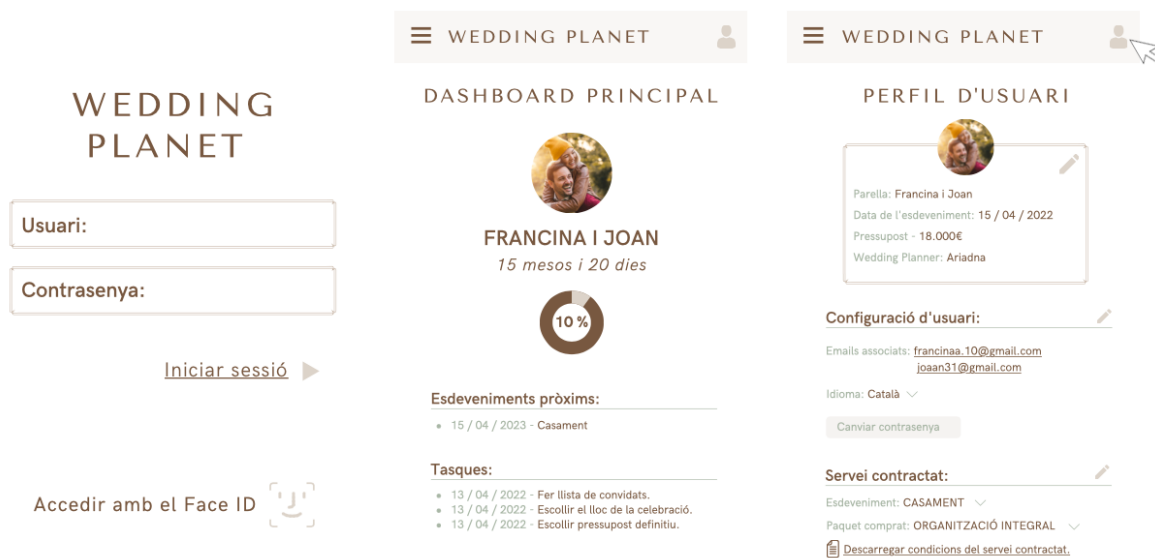 WEDDING
PLANET
Usuari:
Contrasenya:
Iniciar sessió
Accedir amb el Face ID
WEDDING PLANET
DASHBOARD PRINCIPAL
FRANCINA I JOAN
15 mesos i 20 dies
10 %
Esdeveniments pròxims:
15 / 04 / 2023 - Casament
Tasques:
13 / 04 / 2022 - Fer llista de convidats.
13 / 04 / 2022 - Escollir el lloc de la celebració.
13 / 04 / 2022 - Escollir pressupost definitiu.
WEDDING PLANET
PERFIL D'USUARI
Parella: Francina i Joan
Data de l'esdeveniment: 15 / 04 / 2022
Pressupost - 18.000€
Wedding Planner: Ariadna
Configuració d'usuari:
Emails associats: francinaa.10@gmail.com
joaan31@gmail.com
Idioma: Català
Canviar contrasenya
Servei contractat:
Esdeveniment: CASAMENT
Paquet comprat: ORGANITZACIÓ INTEGRAL
Descarregar condicions del servei contractat.